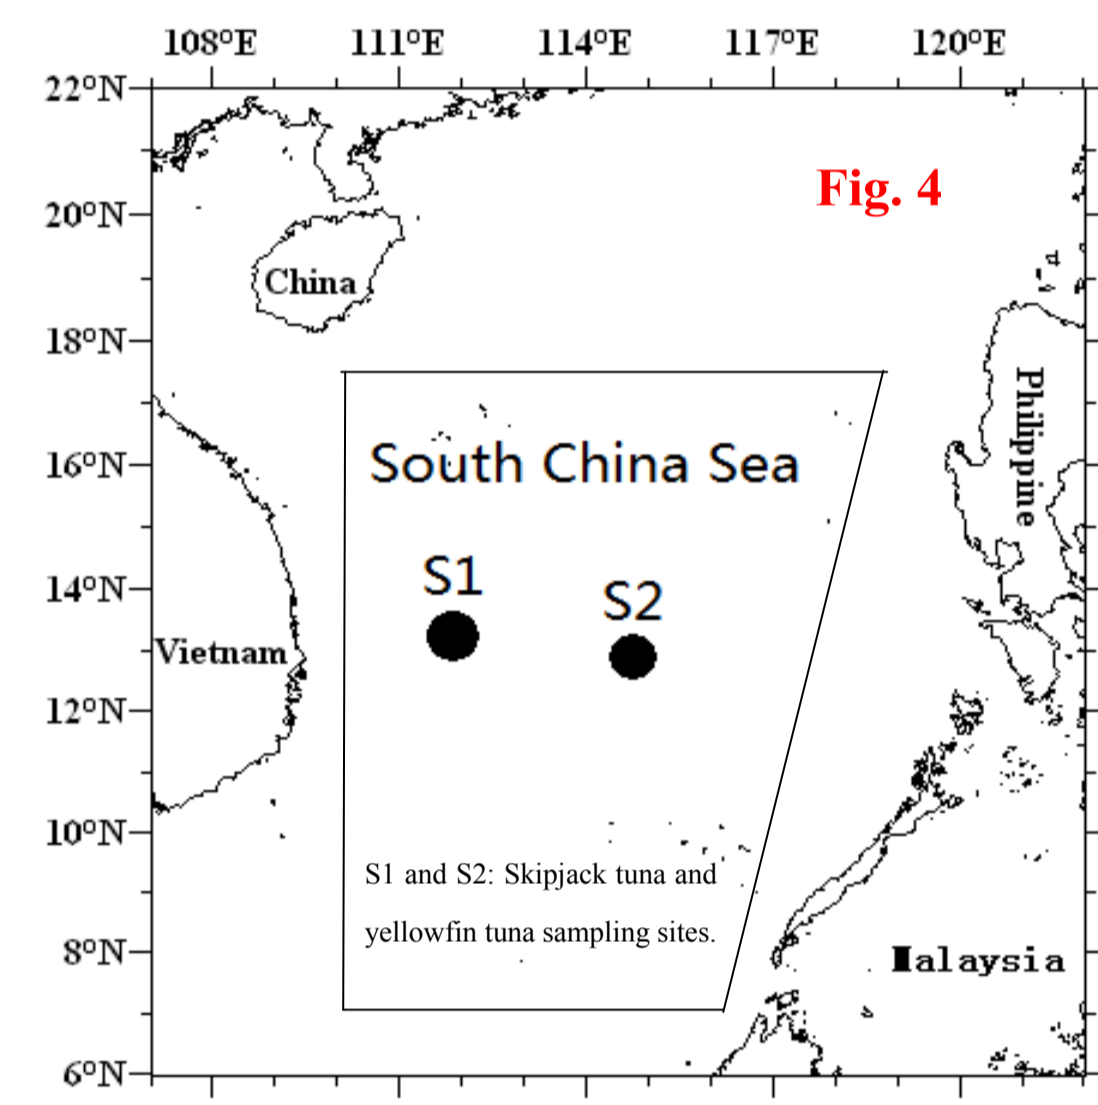 108°E 111°E 114°E 117°E 120°E
22°N
Fig. 4
20°N
China
18°N
Philippine
16°N
South China Sea
14°N
S1
S2
Vietnam
12°N
10°N
S1 and S2: Skipjack tuna and
yellowfin tuna sampling sites.
8°N
Malaysia
6°N